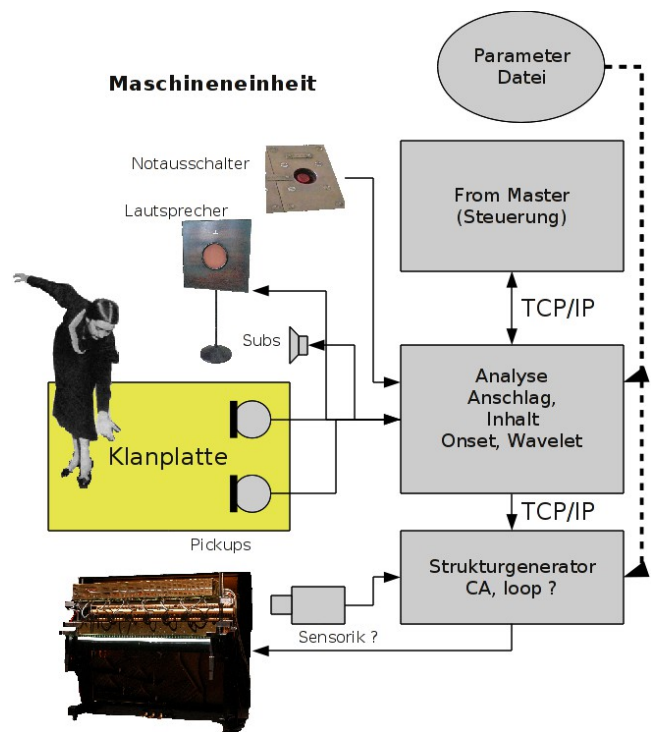 Parameter
Datei
Maschineneinheit
Notausschalter
From Master
(Steuerung)
Lautsprecher
TCP/IP
Subs
Analyse
Anschlag,
Inhalt
Onset, Wavelet
Klanplatte
Pickups
TCP/IP
Strukturgenerator
CA, loop ?
Sensorik ?